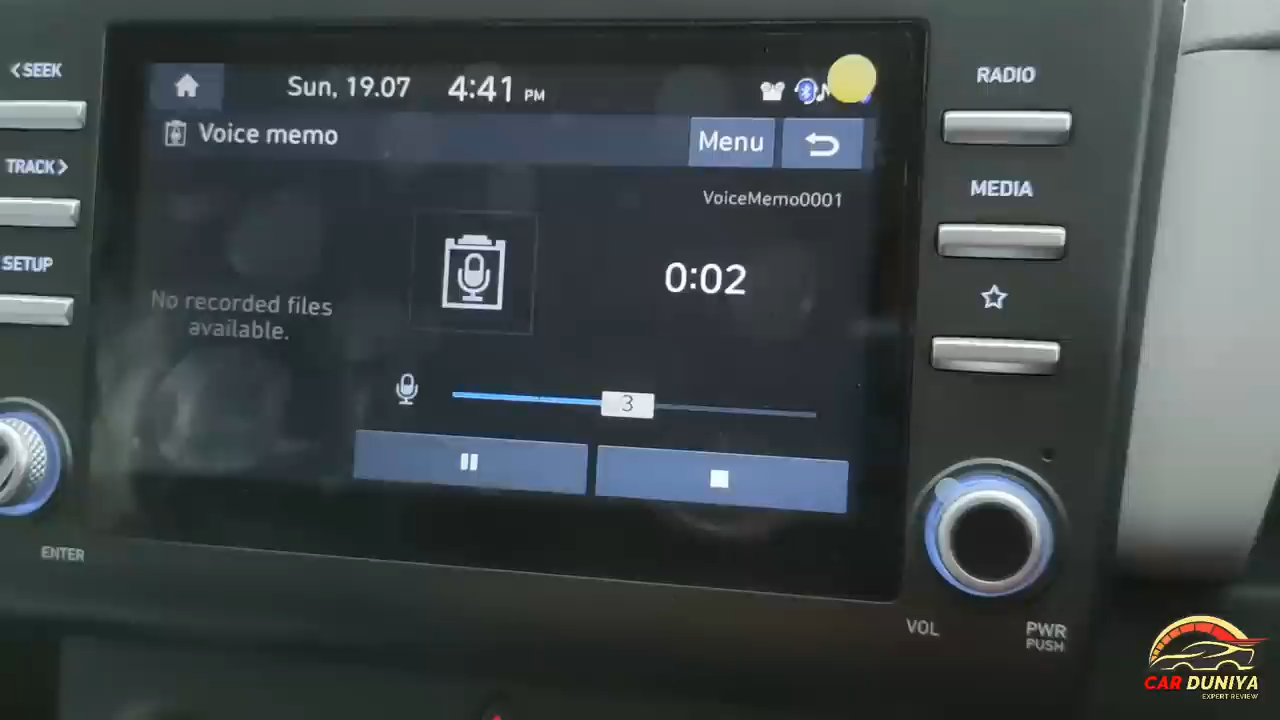 <SEEK
TRACK>
SETUP
ENTER
Sun, 19.07 4:41 PM
Voice memo
Menu
VoiceMemo0001
0:02
No recorded files
available.
3
RADIO
MEDIA
VOL
PWR
PUSH
CAR DUNIYA
EXPERT REVIEW